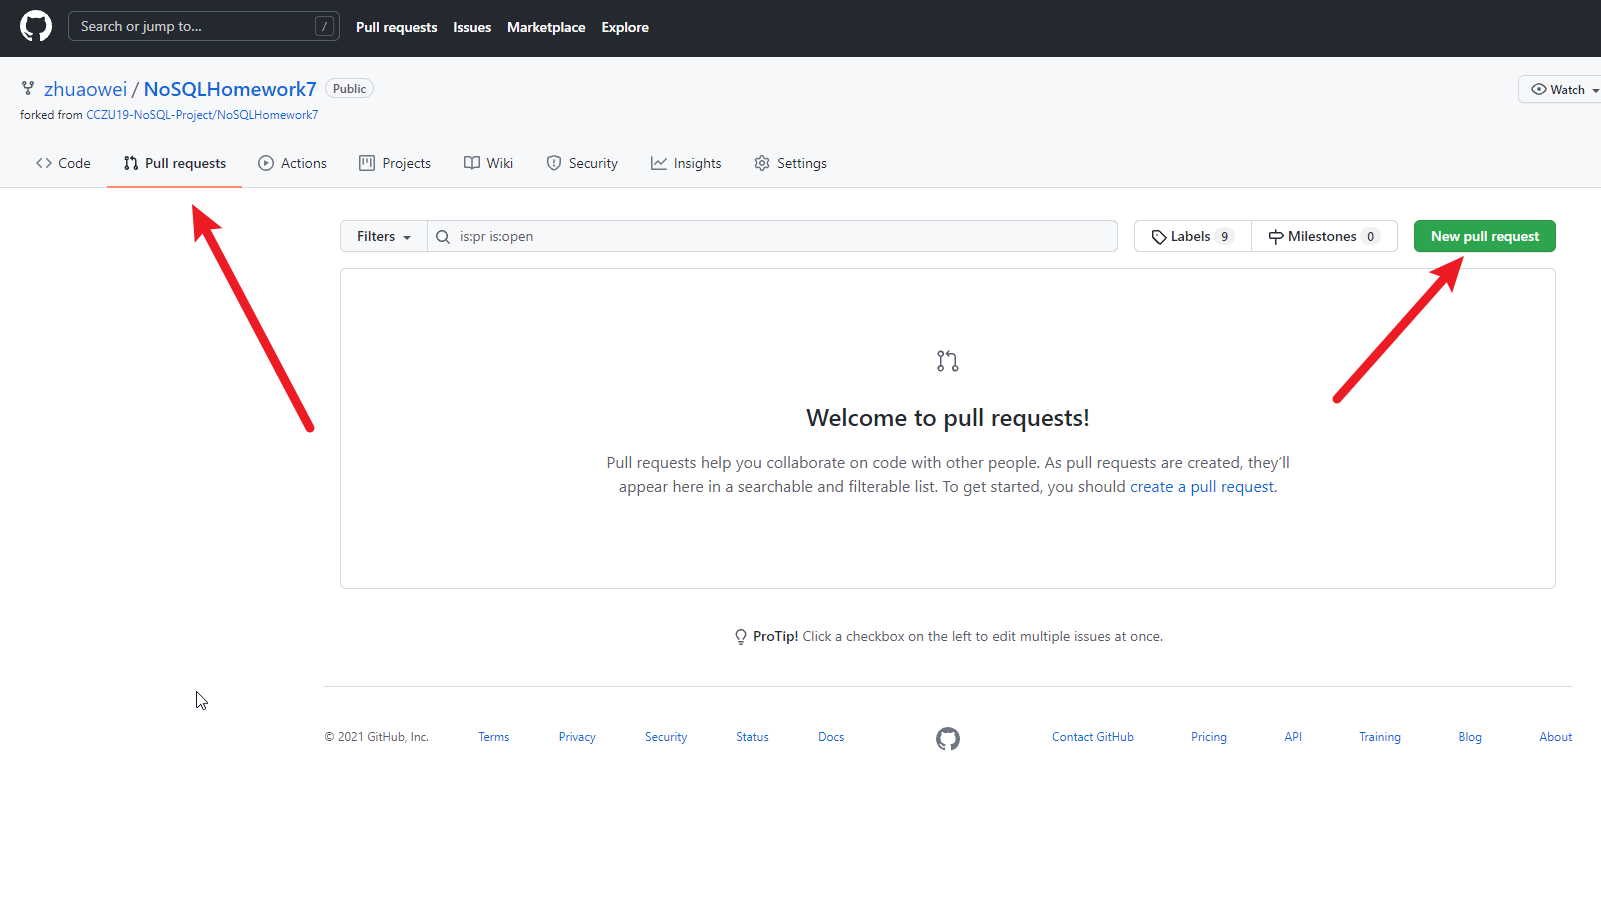 Search or jump to... /
Pull requests Issues Marketplace Explore
zhuaowei / NoSQLHomework7 Public
Watch
forked from CCZU19-NoSQL-Project/NoSQLHomework7
Code Pull requests Actions Projects Wiki Security Insights Settings
Filters is:pr is:open Labels 9 Milestones 0 New pull request
Welcome to pull requests!
Pull requests help you collaborate on code with other people. As pull requests are created, they’ll
appear here in a searchable and filterable list. To get started, you should create a pull request.
ProTip! Click a checkbox on the left to edit multiple issues at once.
© 2021 GitHub, Inc. Terms Privacy Security Status Docs Contact GitHub Pricing API Training Blog About